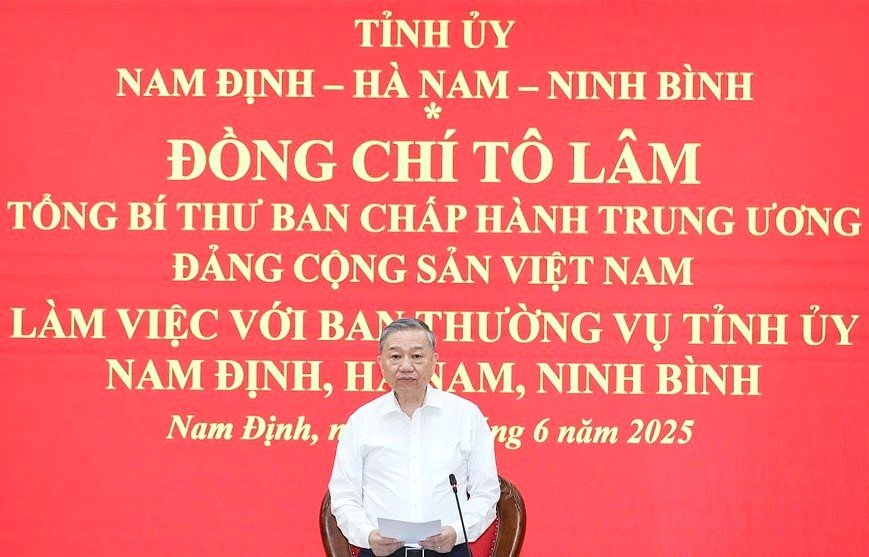 TỈNH ỦY
NAM ĐỊNH – HÀ NAM – NINH BÌNH
*
ĐỒNG CHÍ TÔ LÂM
TỔNG BÍ THƯ BAN CHẤP HÀNH TRUNG ƯƠNG
ĐẢNG CỘNG SẢN VIỆT NAM
LÀM VIỆC VỚI BAN THƯỜNG VỤ TỈNH ỦY
NAM ĐỊNH, HÀ NAM, NINH BÌNH
Nam Định, 6 năm 2025